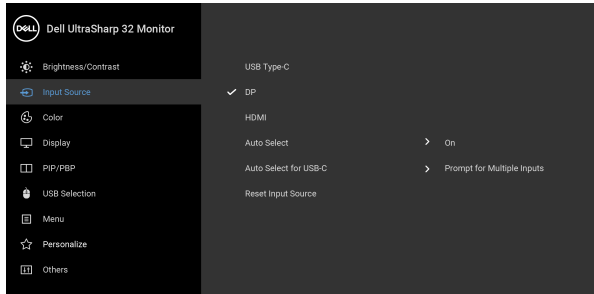 DELL Dell UltraSharp 32 Monitor
Brightness/Contrast
USB Type-C
Input Source
DP
Color
HDMI
Display
Auto Select
On
PIP/PBP
Auto Select for USB-C
Prompt for Multiple Inputs
USB Selection
Reset Input Source
Menu
Personalize
Others